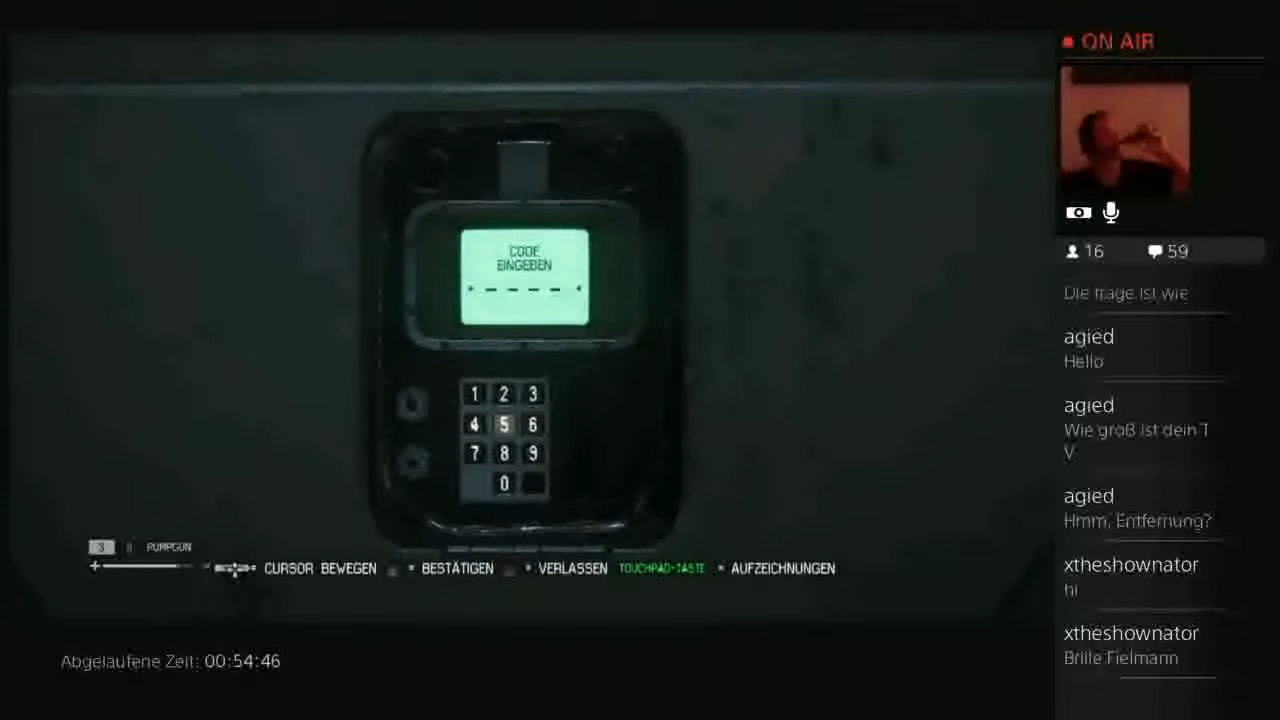 ON AIR
16 59
CODE
EINGEBEN
Die frage ist wie
agied
Hello
agied
Wie groß ist dein T
V
agied
Hmm, Entfernung?
xtheshownator
hi
xtheshownator
Brille Fielmann
1 2 3
4 5 6
7 8 9
0
3 PUMPGUN
CURSOR BEWEGEN BESTÄTIGEN VERLASSEN TOUCHPAD-TASTE AUFZEICHNUNGEN
Abgelaufene Zeit: 00:54:46